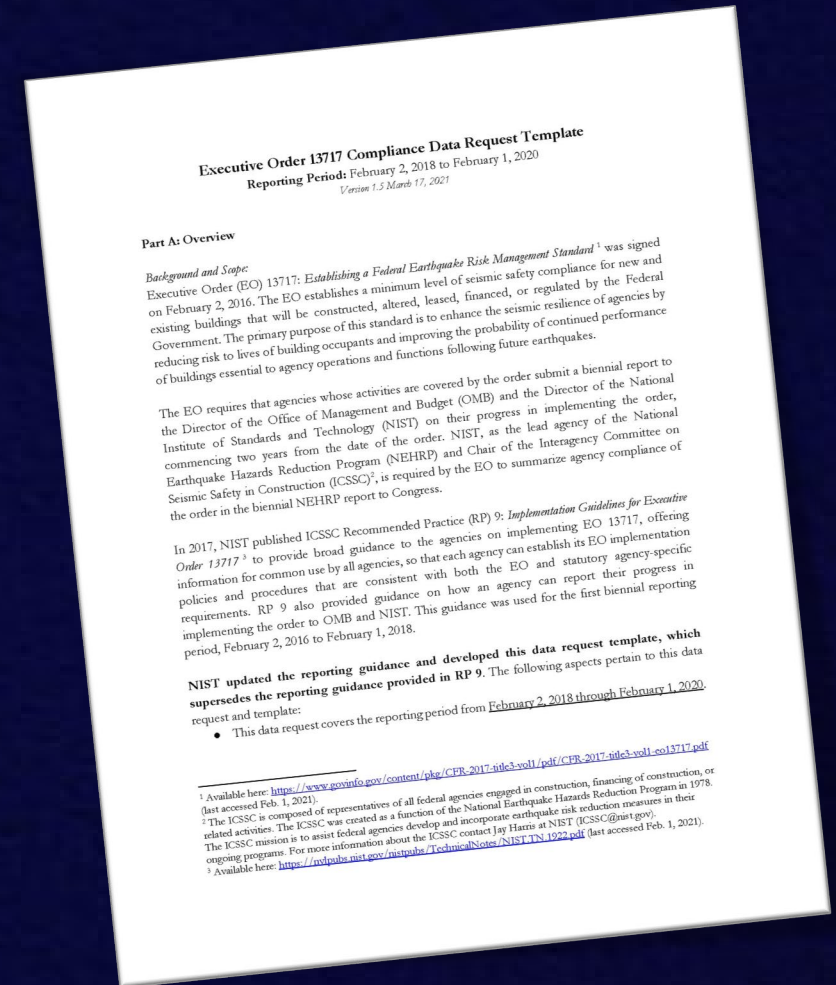 Executive Order 13717 Compliance Data Request Template
Reporting Period: February 2, 2018 to February 1, 2020
Version 1.5 March 17, 2021
Part A: Overview
Background and Scope:
Executive Order (EO) 13717: Establishing a Federal Earthquake Risk Management Standard 1 was signed
on February 2, 2016. The EO establishes a minimum level of seismic safety compliance for new and
existing buildings that will be constructed, altered, leased, financed, or regulated by the Federal
Government. The primary purpose of this standard is to enhance the seismic resilience of agencies by
reducing risk to lives of building occupants and improving the probability of continued performance
of buildings essential to agency operations and functions following future earthquakes.
The EO requires that agencies whose activities are covered by the order submit a biennial report to
the Director of the Office of Management and Budget (OMB) and the Director of the National
Institute of Standards and Technology (NIST) on their progress in implementing the order,
commencing two years from the date of the order. NIST, as the lead agency of the National
Earthquake Hazards Reduction Program (NEHRP) and Chair of the Interagency Committee on
Seismic Safety in Construction (ICSSC)2, is required by the EO to summarize agency compliance of
the order in the biennial NEHRP report to Congress.
In 2017, NIST published ICSSC Recommended Practice (RP) 9: Implementation Guidelines for Executive
Order 13717 3 to provide broad guidance to the agencies on implementing EO 13717, offering
information for common use by all agencies, so that each agency can establish its EO implementation
policies and procedures that are consistent with both the EO and statutory agency-specific
requirements. RP 9 also provided guidance on how an agency can report their progress in
implementing the order to OMB and NIST. This guidance was used for the first biennial reporting
period, February 2, 2016 to February 1, 2018.
NIST updated the reporting guidance and developed this data request template, which
supersedes the reporting guidance provided in RP 9. The following aspects pertain to this data
request and template:
● This data request covers the reporting period from February 2, 2018 through February 1, 2020.
1 Available here: https://www.govinfo.gov/content/pkg/CFR-2017-title3-vol1/pdf/CFR-2017-title3-vol1-eo13717.pdf
(last accessed Feb. 1, 2021).
2 The ICSSC is composed of representatives of all federal agencies engaged in construction, financing of construction, or
related activities. The ICSSC was created as a function of the National Earthquake Hazards Reduction Program in 1978.
The ICSSC mission is to assist federal agencies develop and incorporate earthquake risk reduction measures in their
ongoing programs. For more information about the ICSSC contact Jay Harris at NIST (ICSSC@nist.gov).
3 Available here: https://nvlpubs.nist.gov/nistpubs/TechnicalNotes/NIST.TN.1922.pdf (last accessed Feb. 1, 2021).